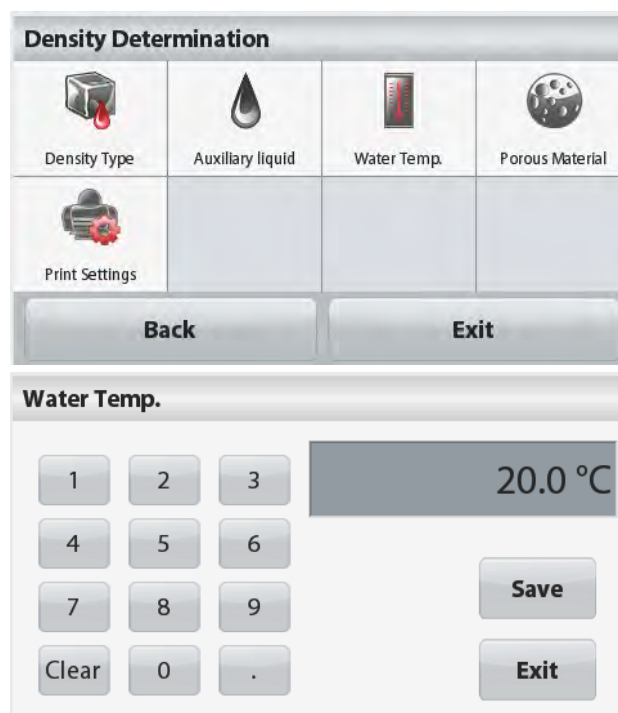 Density Determination
Density Type Auxiliary liquid Water Temp. Porous Material
Print Settings
Back Exit
Water Temp.
1 2 3 20.0 °C
4 5 6
Save
7 8 9
Clear 0 . Exit